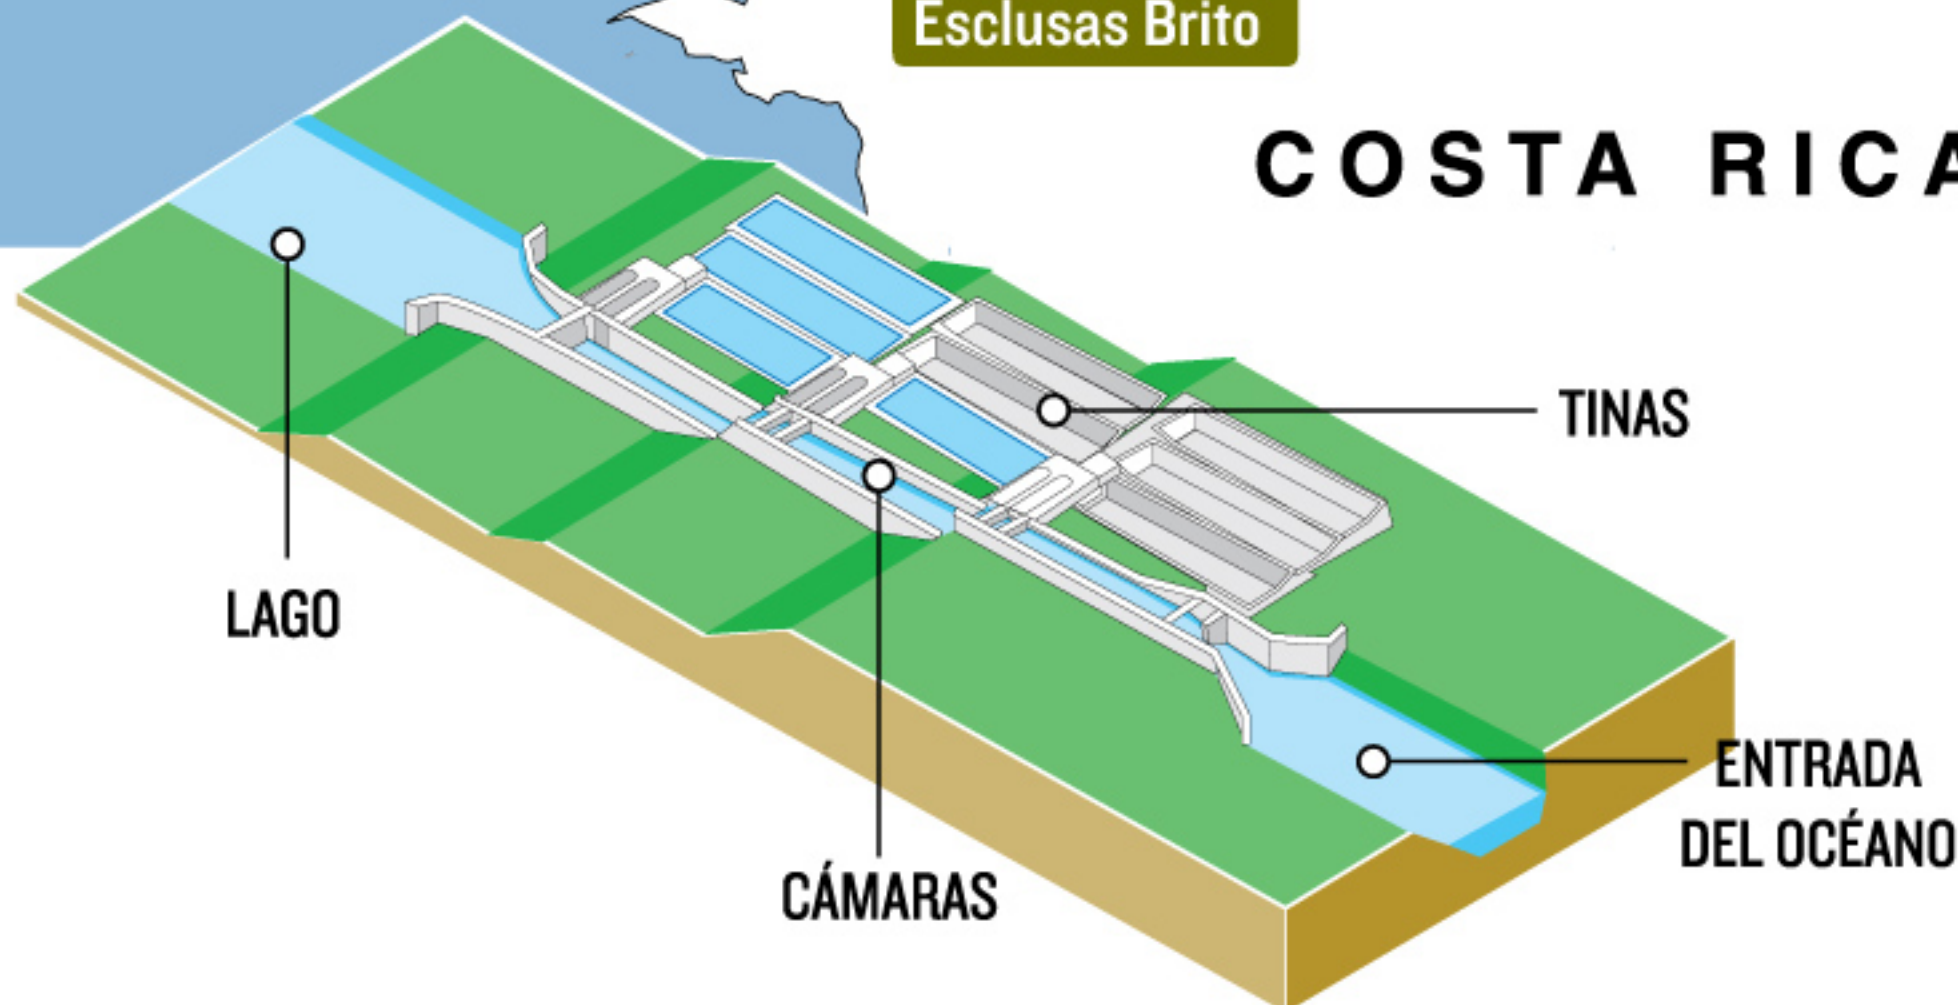 Esclusas Brito
COSTA RICA
TINAS
LAGO
ENTRADA
DEL OCÉANO
CÁMARAS